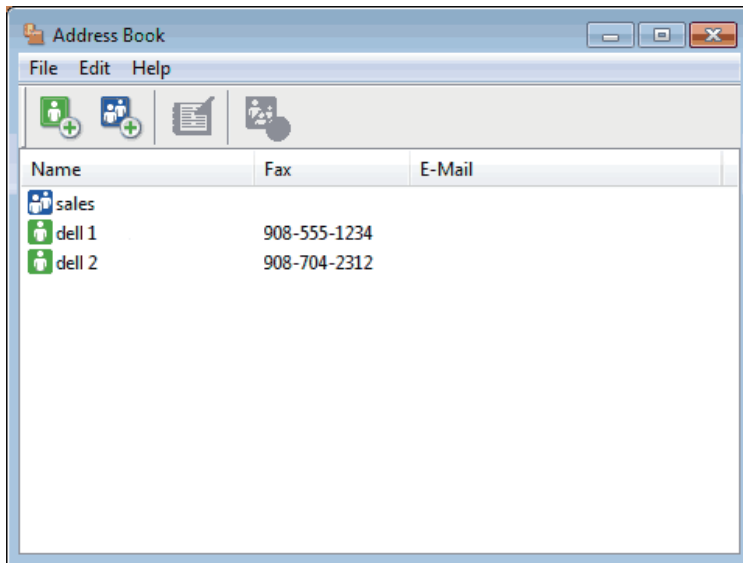 Address Book
File Edit Help
Name Fax E-Mail
sales
dell 1 908-555-1234
dell 2 908-704-2312